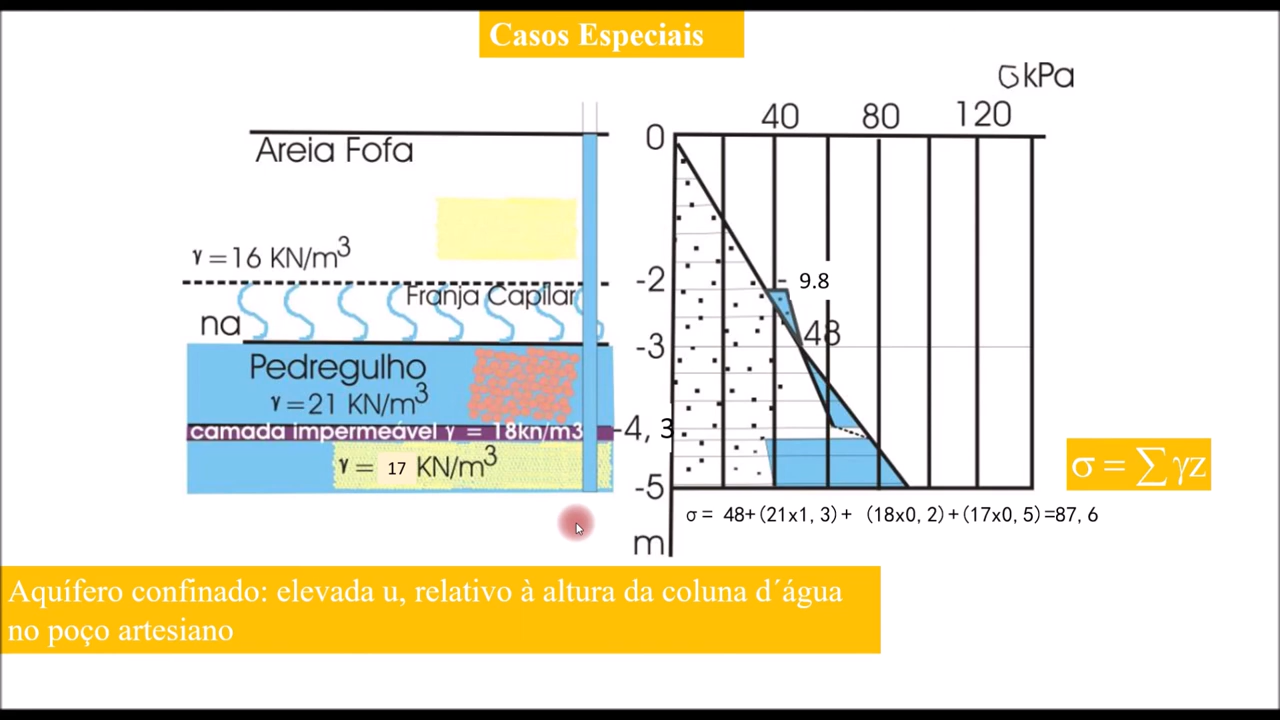 Casos Especiais
σ kPa
40 80 120
0
Areia Fofa
γ = 16 KN/m³
-2
- 9.8
Franja Capilar
na
-3
48
Pedregulho
γ = 21 KN/m³
camada impermeável γ = 18kn/m3
-4, 3
γ = 17 KN/m³
σ = ∑ γz
-5
σ = 48+(21x1, 3)+ (18x0, 2)+(17x0, 5)=87, 6
m
Aquífero confinado: elevada u, relativo à altura da coluna d´água
no poço artesiano